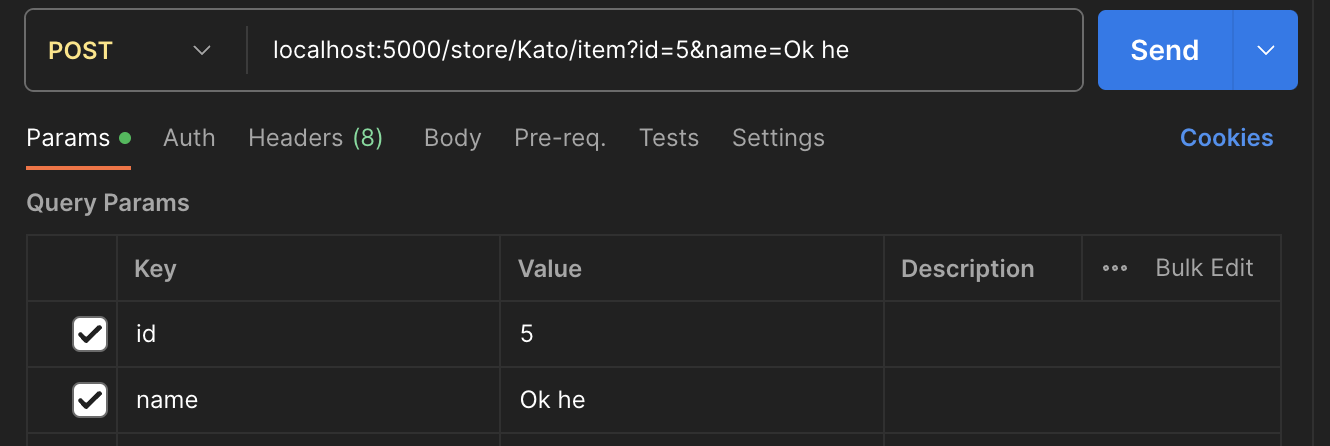 POST localhost:5000/store/Kato/item?id=5&name=Ok he Send
Params Auth Headers (8) Body Pre-req. Tests Settings Cookies
Query Params
Key Value Description ••• Bulk Edit
id 5
name Ok he